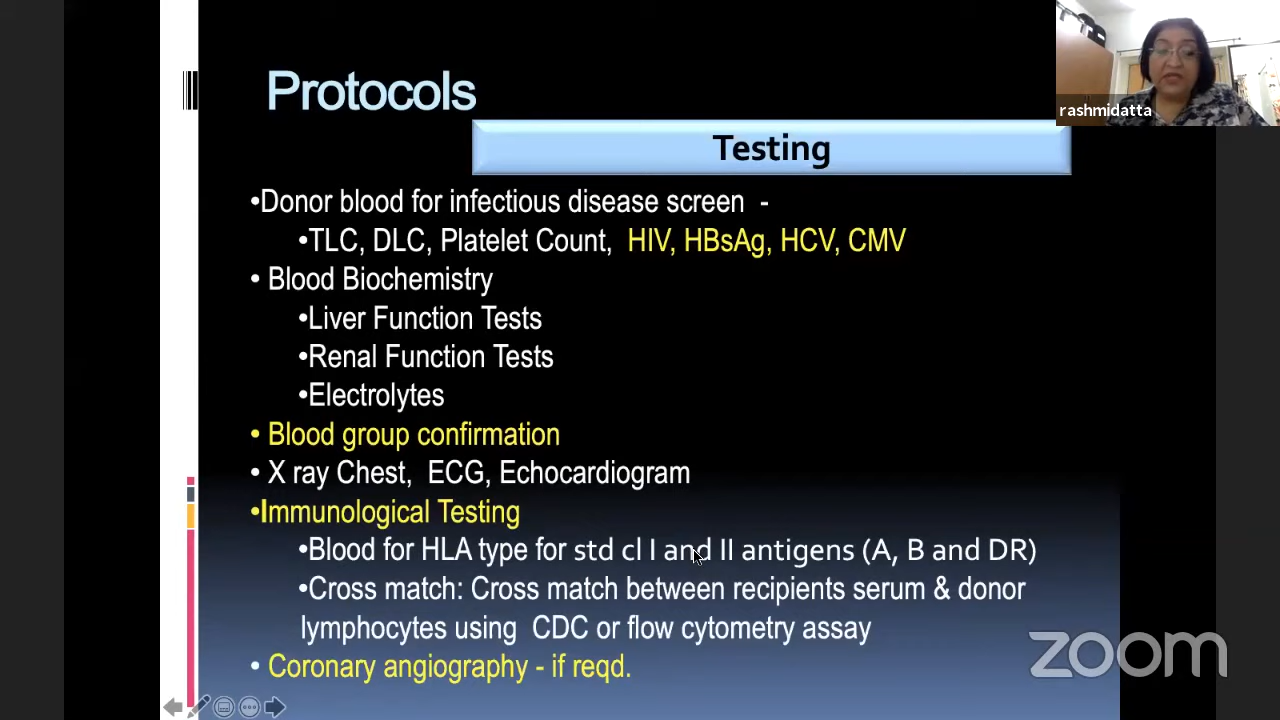 Protocols
rashmidatta
Testing
•Donor blood for infectious disease screen -
•TLC, DLC, Platelet Count, HIV, HBsAg, HCV, CMV
• Blood Biochemistry
•Liver Function Tests
•Renal Function Tests
•Electrolytes
• Blood group confirmation
• X ray Chest, ECG, Echocardiogram
•Immunological Testing
•Blood for HLA type for std cl I and II antigens (A, B and DR)
•Cross match: Cross match between recipients serum & donor
lymphocytes using CDC or flow cytometry assay
• Coronary angiography - if reqd.
zoom